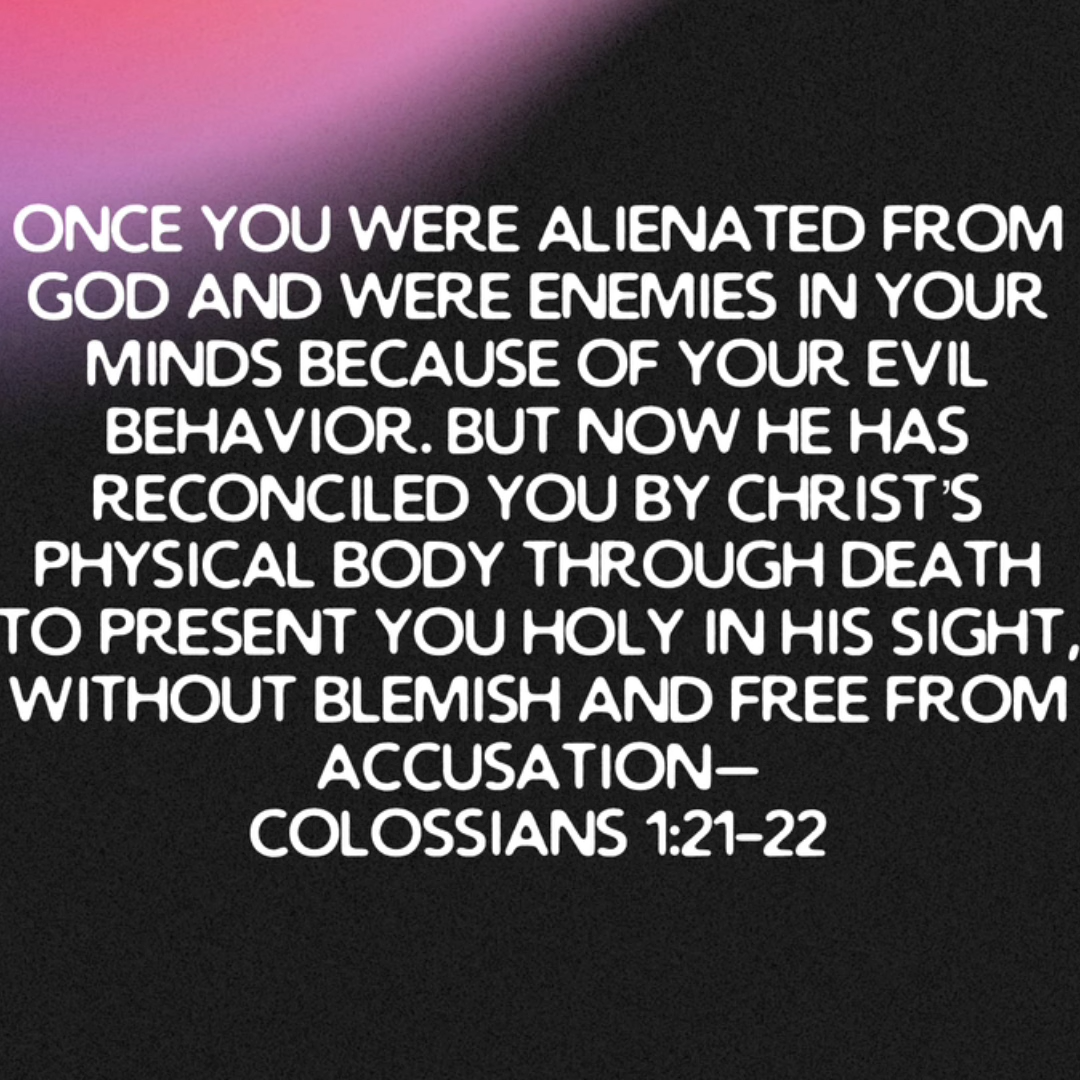 ONCE YOU WERE ALIENATED FROM
GOD AND WERE ENEMIES IN YOUR
MINDS BECAUSE OF YOUR EVIL
BEHAVIOR. BUT NOW HE HAS
RECONCILED YOU BY CHRIST’S
PHYSICAL BODY THROUGH DEATH
TO PRESENT YOU HOLY IN HIS SIGHT,
WITHOUT BLEMISH AND FREE FROM
ACCUSATION—
COLOSSIANS 1:21-22